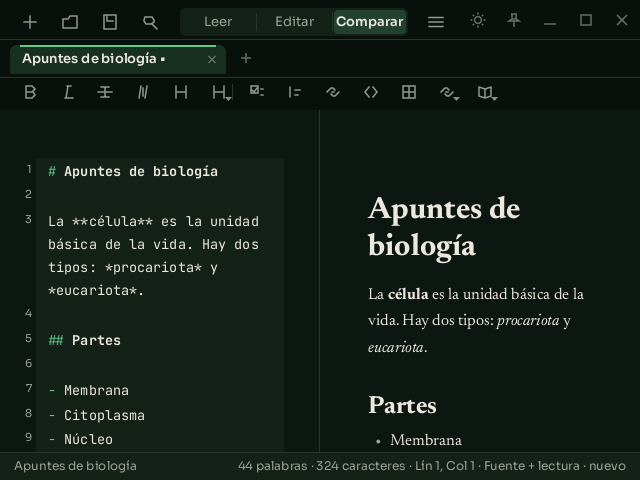 Leer Editar Comparar
Apuntes de biología •
1 # Apuntes de biología
2
3 La **célula** es la unidad
básica de la vida. Hay dos
tipos: *procariota* y
*eucariota*.
4
5 ## Partes
6
7 - Membrana
8 - Citoplasma
9 - Núcleo
Apuntes de
biología
La célula es la unidad básica de la
vida. Hay dos tipos: procariota y
eucariota.
Partes
• Membrana
Apuntes de biología 44 palabras · 324 caracteres · Lín 1, Col 1 · Fuente + lectura · nuevo